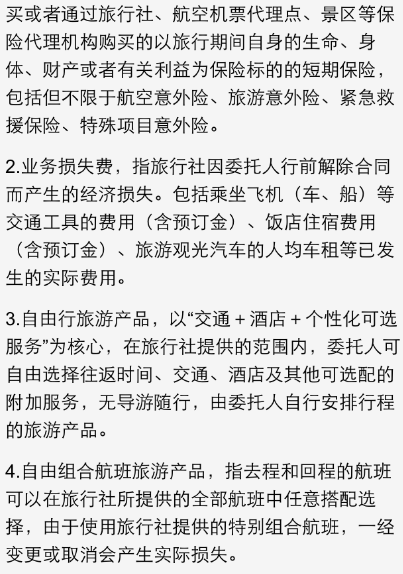 买或者通过旅行社、航空机票代理点、景区等保
险代理机构购买的以旅行期间自身的生命、身
体、财产或者有关利益为保险标的的短期保险，
包括但不限于航空意外险、旅游意外险、紧急救
援保险、特殊项目意外险。
2.业务损失费，指旅行社因委托人行前解除合同
而产生的经济损失。包括乘坐飞机（车、船）等
交通工具的费用（含预订金）、饭店住宿费用
（含预订金）、旅游观光汽车的人均车租等已发
生的实际费用。
3.自由行旅游产品，以“交通＋酒店＋个性化可选
服务”为核心，在旅行社提供的范围内，委托人可
自由选择往返时间、交通、酒店及其他可选配的
附加服务，无导游随行，由委托人自行安排行程
的旅游产品。
4.自由组合航班旅游产品，指去程和回程的航班
可以在旅行社所提供的全部航班中任意搭配选
择，由于使用旅行社提供的特别组合航班，一经
变更或取消会产生实际损失。